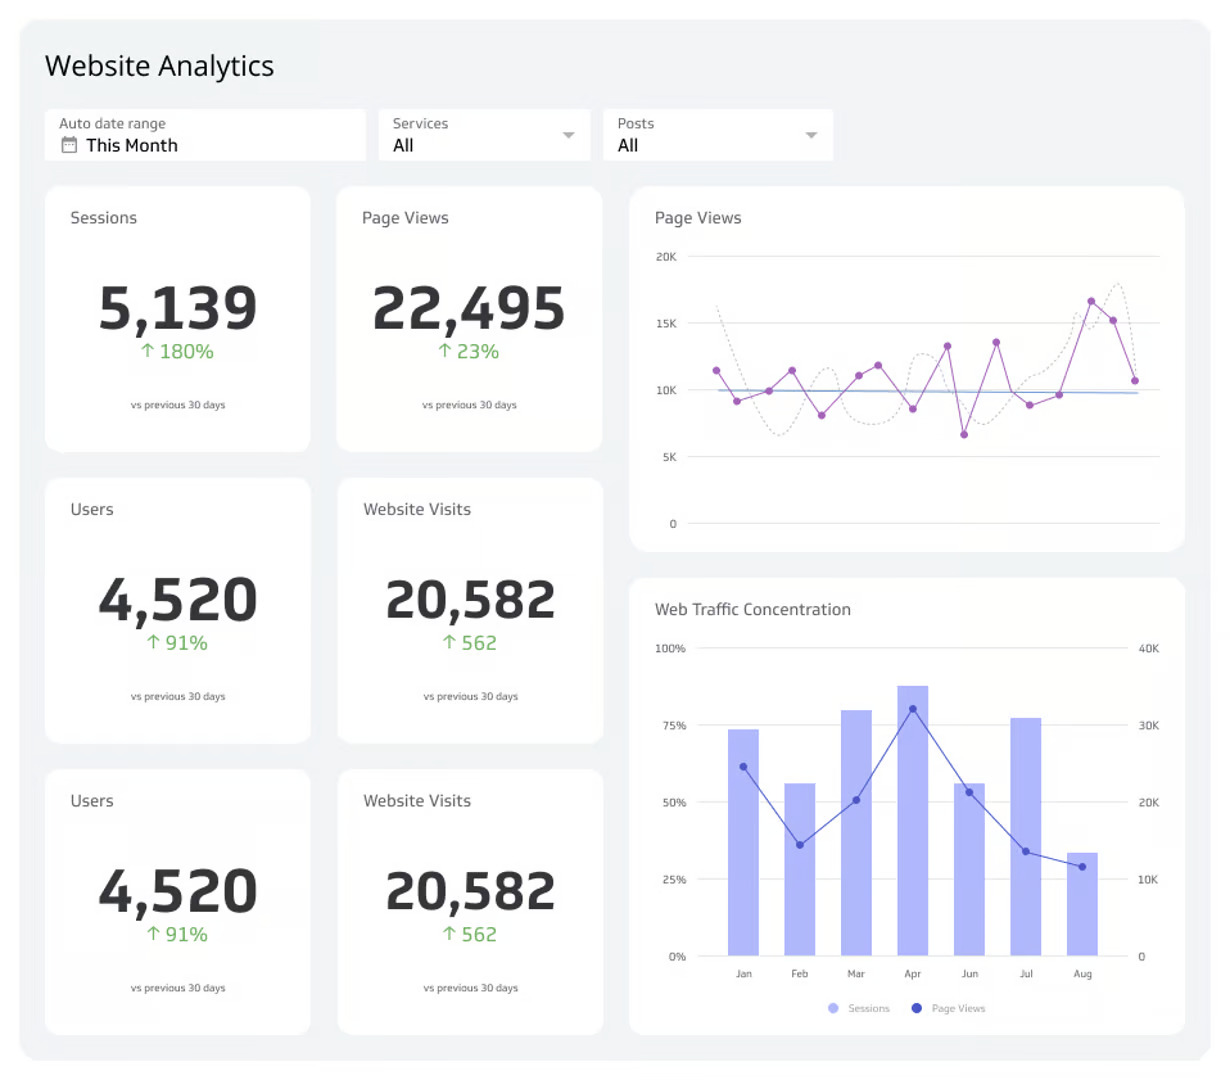 Website Analytics
Auto date range
This Month
Services
All
Posts
All
Sessions
5,139
↑ 180%
vs previous 30 days
Page Views
22,495
↑ 23%
vs previous 30 days
Page Views
20K
15K
10K
5K
0
Users
4,520
↑ 91%
vs previous 30 days
Website Visits
20,582
↑ 562
vs previous 30 days
Web Traffic Concentration
100% 40K
75% 30K
50% 20K
25% 10K
0% 0
Jan Feb Mar Apr Jun Jul Aug
Sessions Page Views
Users
4,520
↑ 91%
vs previous 30 days
Website Visits
20,582
↑ 562
vs previous 30 days